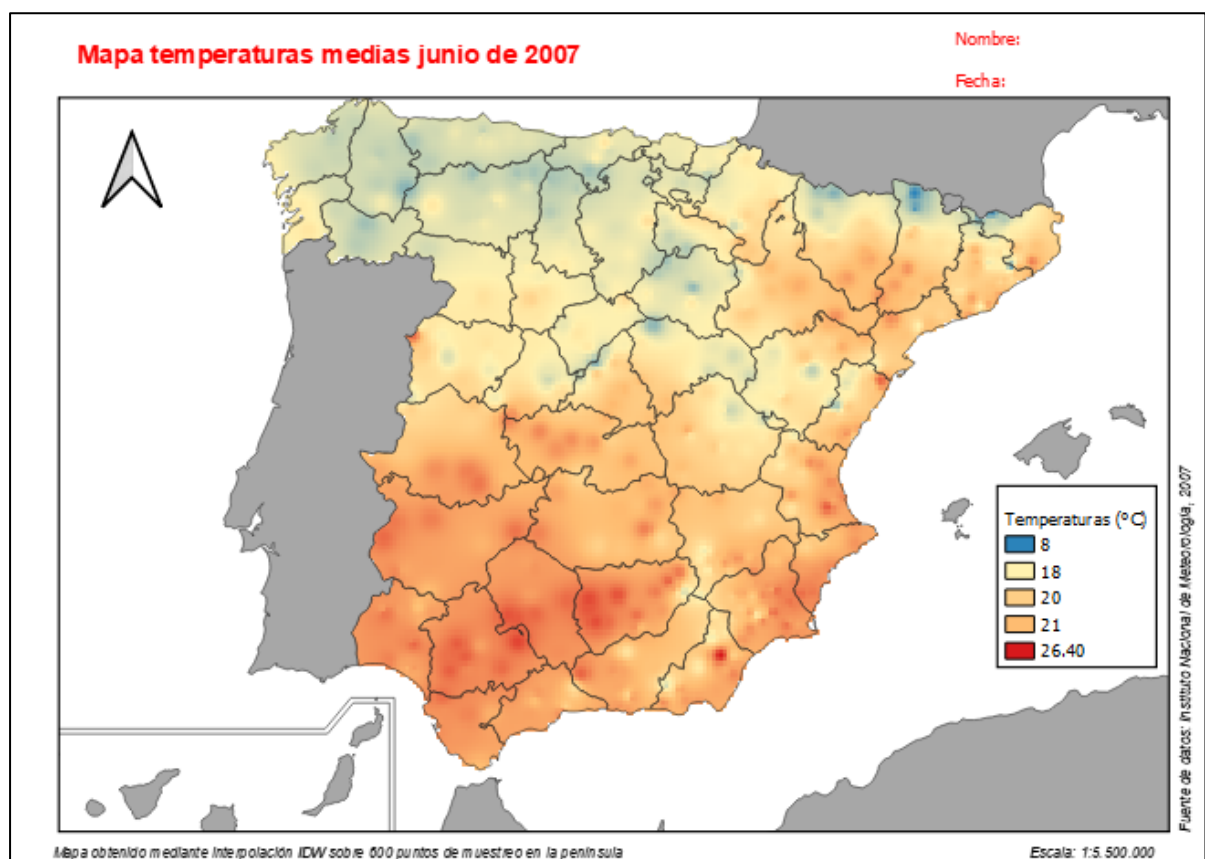 Mapa temperaturas medias junio de 2007
Nombre:
Fecha:
Temperaturas (°C)
8
18
20
21
26.40
Fuente de datos: Instituto Nacional de Meteorología, 2007
Mapa obtenido mediante interpolación IDW sobre 600 puntos de muestreo en la península
Escala: 1:5.500.000